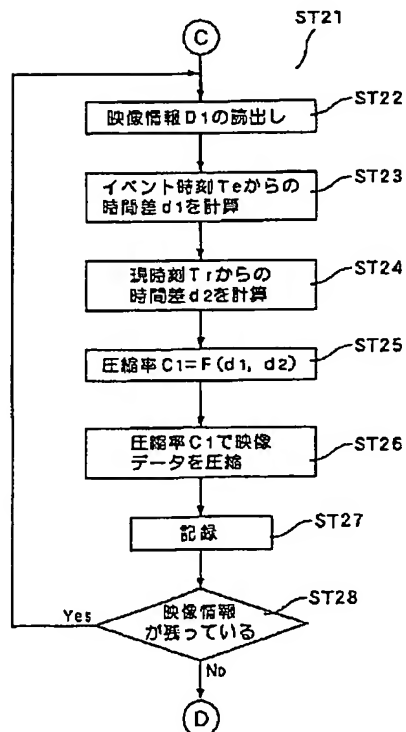 ST21
C
映像情報D1の読出し
ST22
イベント時刻Teからの
時間差d1を計算
ST23
現時刻Trからの
時間差d2を計算
ST24
圧縮率C1=F(d1, d2)
ST25
圧縮率C1で映像
データを圧縮
ST26
記録
ST27
映像情報
が残っている
ST28
Yes
No
D